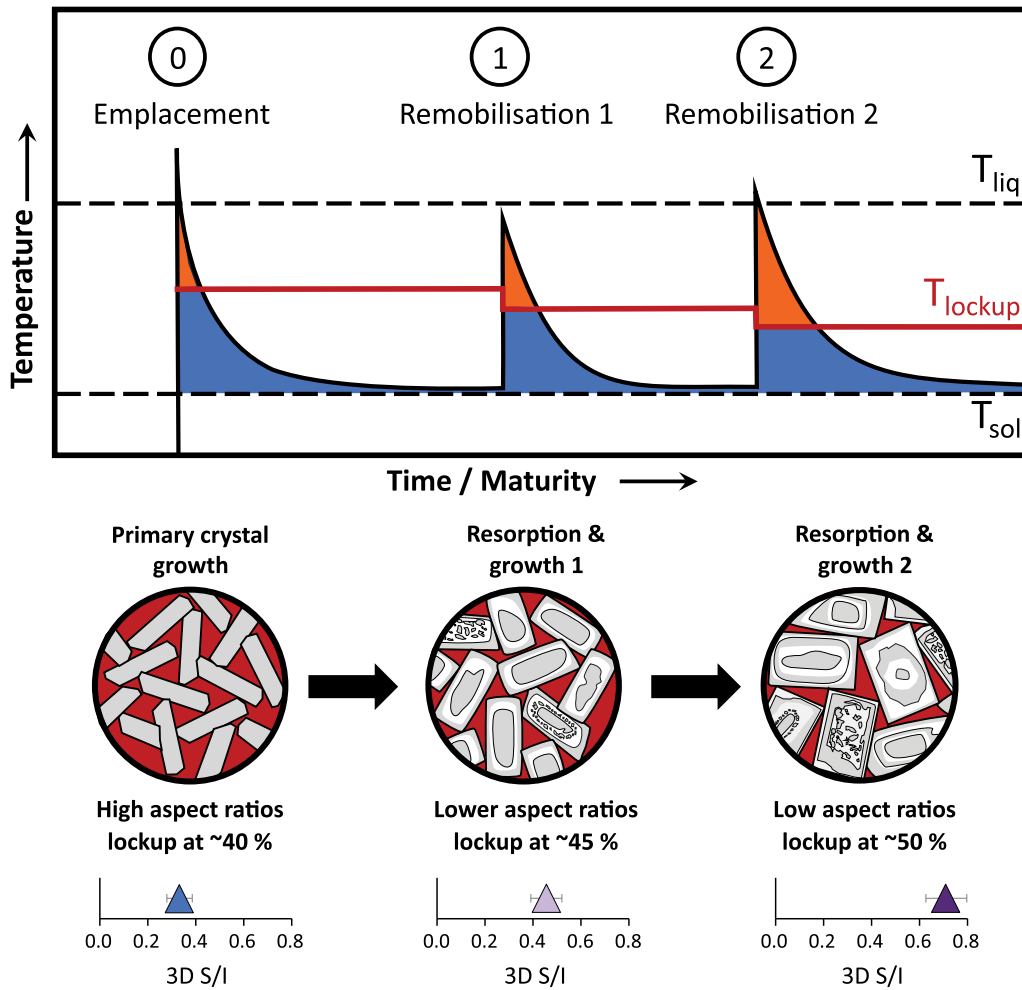 0
1
2
Emplacement
Remobilisation 1
Remobilisation 2
Temperature
T liq
T lockup
T sol
Time / Maturity
Primary crystal
growth
Resorption &
growth 1
Resorption &
growth 2
High aspect ratios
lockup at ~40 %
Lower aspect ratios
lockup at ~45 %
Low aspect ratios
lockup at ~50 %
0.0 0.2 0.4 0.6 0.8
3D S/I
0.0 0.2 0.4 0.6 0.8
3D S/I
0.0 0.2 0.4 0.6 0.8
3D S/I